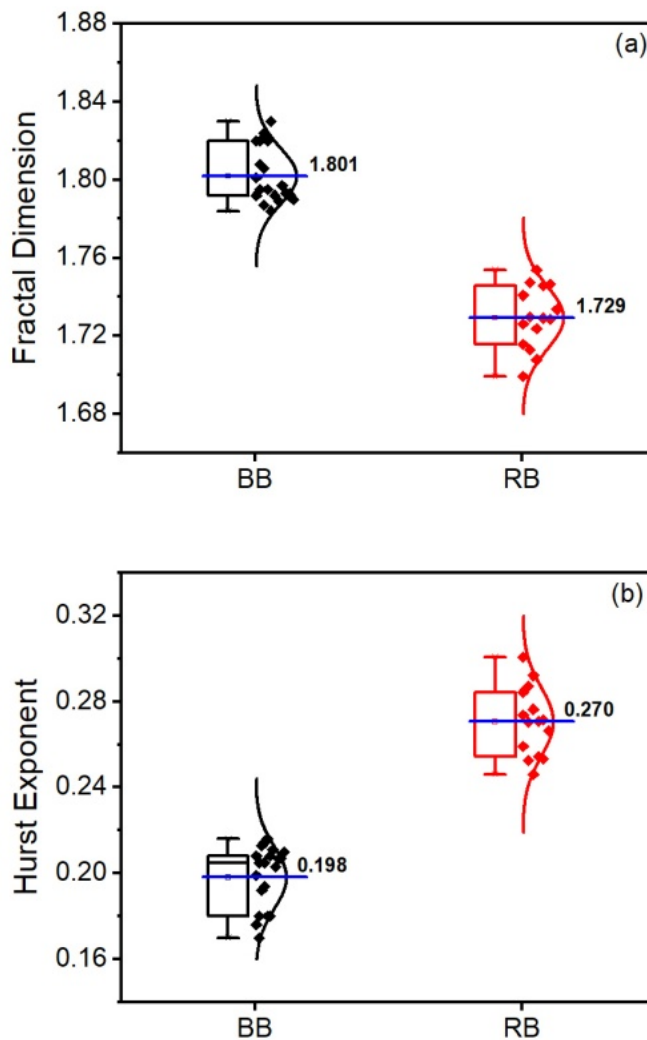 (a)
Fractal Dimension
1.88
1.84
1.80
1.76
1.72
1.68
1.801
1.729
BB RB
(b)
Hurst Exponent
0.32
0.28
0.24
0.20
0.16
0.270
0.198
BB RB